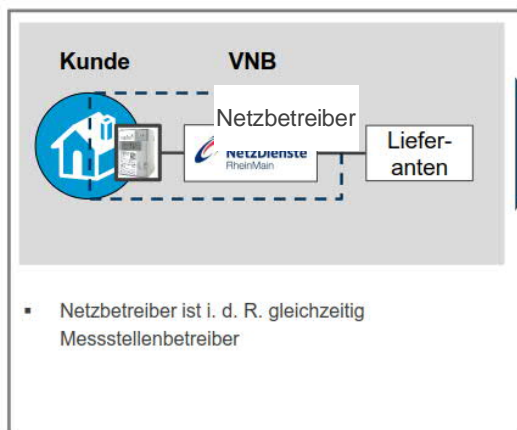 Kunde
VNB
Netzbetreiber
NetzDienste
RheinMain
Liefer-
anten
Netzbetreiber ist i. d. R. gleichzeitig
Messstellenbetreiber